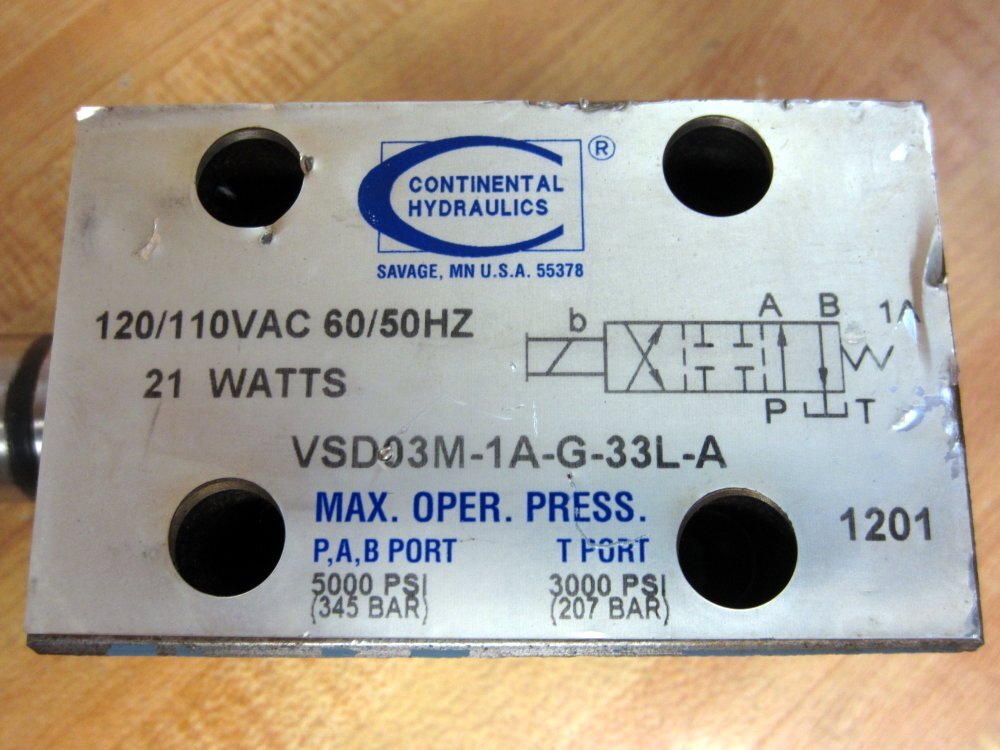 CONTINENTAL ®
HYDRAULICS
SAVAGE, MN U.S.A. 55378
120/110VAC 60/50HZ
21 WATTS
b A B 1A
P T
VSD03M-1A-G-33L-A
MAX. OPER. PRESS.
P,A,B PORT T PORT
5000 PSI 3000 PSI
(345 BAR) (207 BAR)
1201